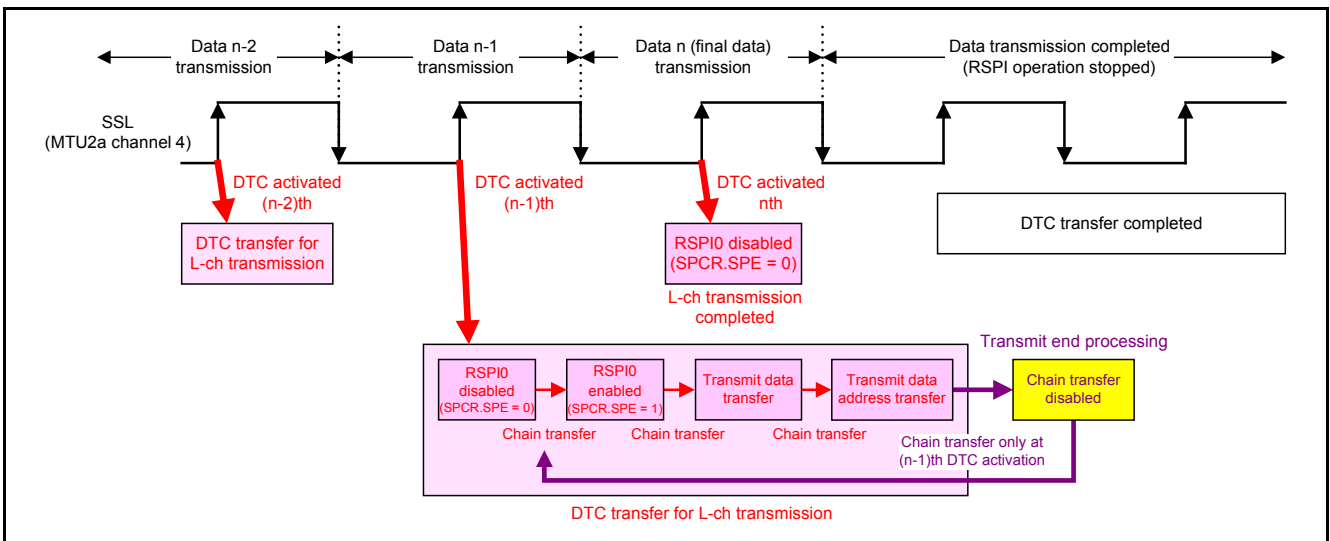 Data n-2
transmission
Data n-1
transmission
Data n (final data)
transmission
Data transmission completed
(RSPI operation stopped)
SSL
(MTU2a channel 4)
DTC activated
(n-2)th
DTC activated
(n-1)th
DTC activated
nth
DTC transfer for
L-ch transmission
RSPI0 disabled
(SPCR.SPE = 0)
L-ch transmission
completed
DTC transfer completed
Transmit end processing
RSPI0
disabled
(SPCR.SPE = 0)
RSPI0
enabled
(SPCR.SPE = 1)
Transmit data
transfer
Transmit data
address transfer
Chain transfer
disabled
Chain transfer
Chain transfer
Chain transfer
Chain transfer only at
(n-1)th DTC activation
DTC transfer for L-ch transmission